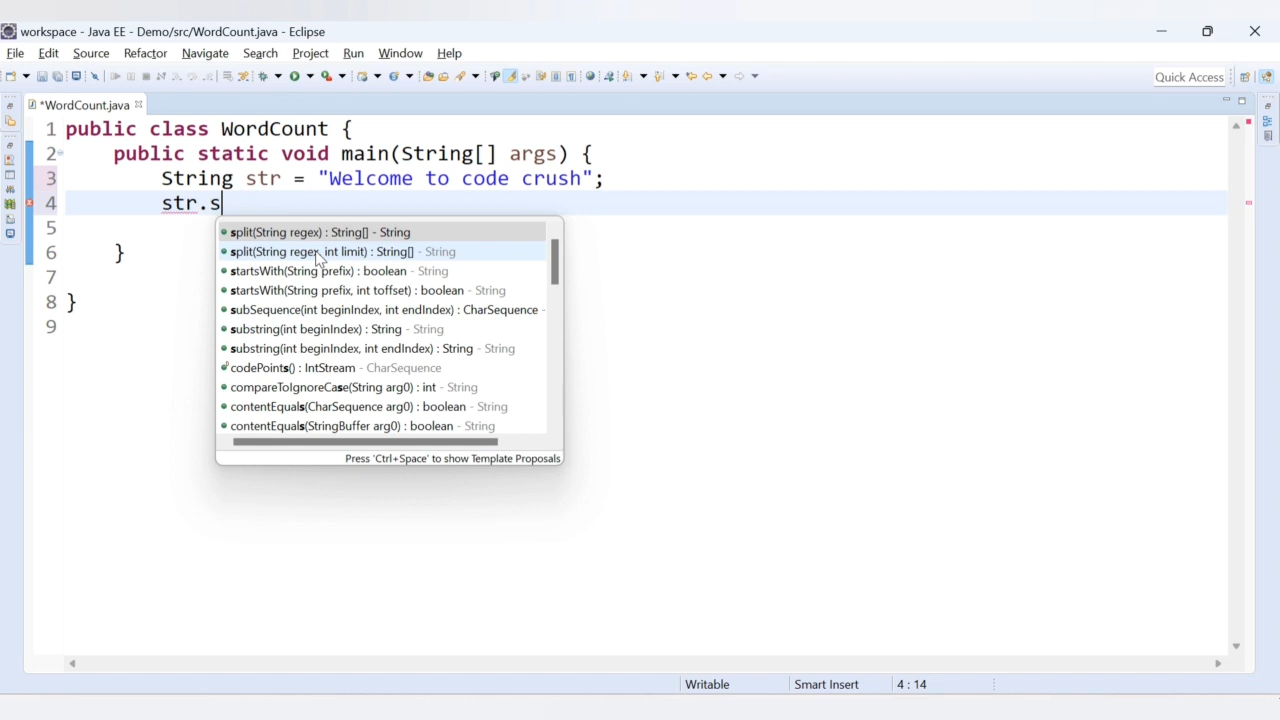 workspace - Java EE - Demo/src/WordCount.java - Eclipse
File Edit Source Refactor Navigate Search Project Run Window Help
Quick Access
*WordCount.java
1 public class WordCount {
2 public static void main(String[] args) {
3 String str = "Welcome to code crush";
4 str.s
5
6 }
7
8 }
9
split(String regex) : String[] - String
split(String regex, int limit) : String[] - String
startsWith(String prefix) : boolean - String
startsWith(String prefix, int toffset) : boolean - String
subSequence(int beginIndex, int endIndex) : CharSequence -
substring(int beginIndex) : String - String
substring(int beginIndex, int endIndex) : String - String
codePoints() : IntStream - CharSequence
compareToIgnoreCase(String arg0) : int - String
contentEquals(CharSequence arg0) : boolean - String
contentEquals(StringBuffer arg0) : boolean - String
Press 'Ctrl+Space' to show Template Proposals
Writable Smart Insert 4 : 14